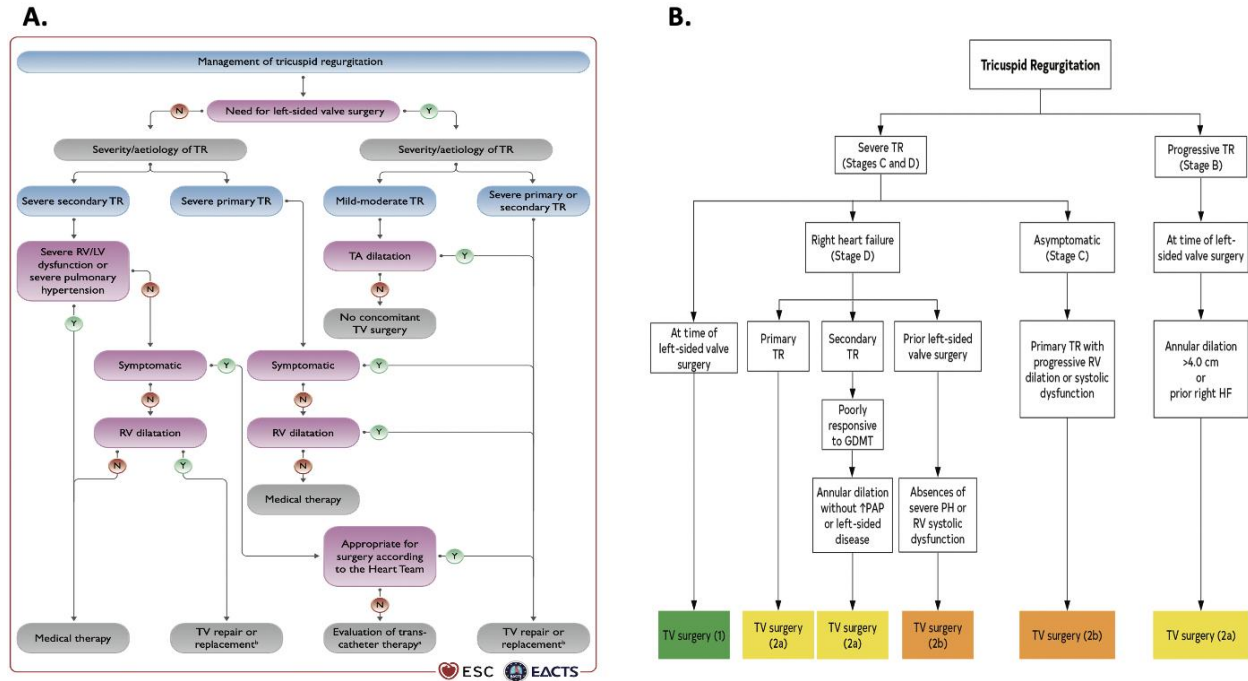 A.
Management of tricuspid regurgitation
N
Need for left-sided valve surgery
Y
Severity/aetiology of TR
Severity/aetiology of TR
Severe secondary TR
Severe primary TR
Mild-moderate TR
Severe primary or
secondary TR
Severe RV/LV
dysfunction or
severe pulmonary
hypertension
N
Y
TA dilatation
Y
N
No concomitant
TV surgery
Symptomatic
Y
Symptomatic
Y
N
N
RV dilatation
RV dilatation
Y
N
Y
N
Medical therapy
Appropriate for
surgery according
to the Heart Team
Y
N
Medical therapy
TV repair or
replacementᵇ
Evaluation of trans-
catheter therapyᵃ
TV repair or
replacementᵇ
ESC
EACTS
B.
Tricuspid Regurgitation
Severe TR
(Stages C and D)
Progressive TR
(Stage B)
Right heart failure
(Stage D)
Asymptomatic
(Stage C)
At time of left-
sided valve
surgery
At time of
left-sided valve
surgery
Primary
TR
Secondary
TR
Prior left-sided
valve surgery
Primary TR with
progressive RV
dilation or systolic
dysfunction
Annular dilation
>4.0 cm
or
prior right HF
Poorly
responsive
to GDMT
Annular dilation
without ↑PAP
or left-sided
disease
Absences of
severe PH or
RV systolic
dysfunction
TV surgery (1)
TV surgery
(2a)
TV surgery
(2a)
TV surgery
(2b)
TV surgery (2b)
TV surgery (2a)